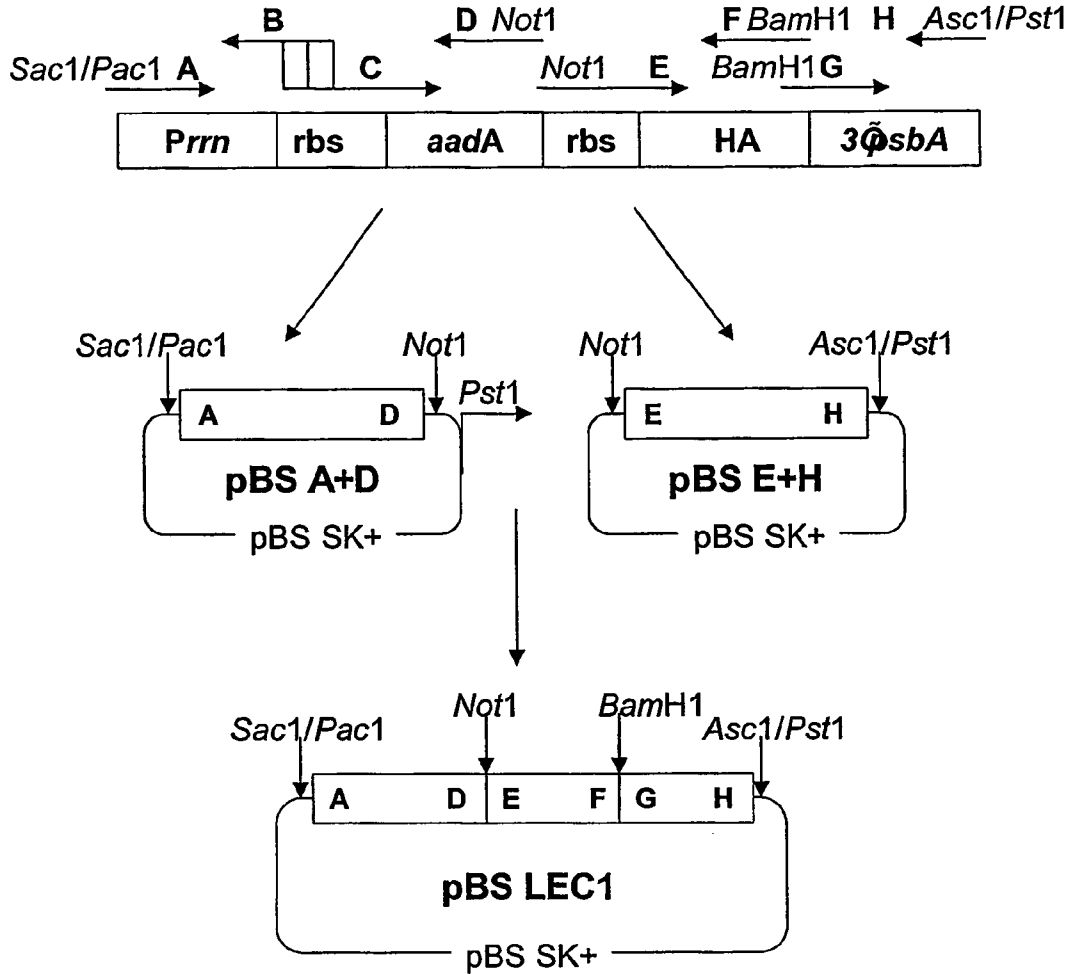 B D Not1 F BamH1 H Asc1/Pst1
Sac1/Pac1 A C Not1 E BamH1 G
Prrn rbs aadA rbs HA 3Φ̃psbA
Sac1/Pac1 Not1 Pst1 Not1 Asc1/Pst1
A D E H
pBS A+D pBS E+H
pBS SK+ pBS SK+
Sac1/Pac1 Not1 BamH1 Asc1/Pst1
A D E F G H
pBS LEC1
pBS SK+